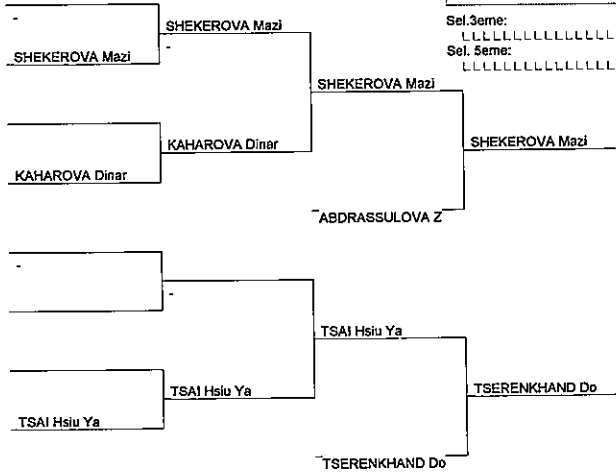 -
SHEKEROVA Mazi
-
Sel.3eme:
Sel. 5eme:
SHEKEROVA Mazi
SHEKEROVA Mazi
KAHAROVA Dinar
SHEKEROVA Mazi
KAHAROVA Dinar
ABDRASSULOVA Z
-
-
TSAI Hsiu Ya
TSAI Hsiu Ya
TSERENKHAND Do
TSAI Hsiu Ya
TSERENKHAND Do